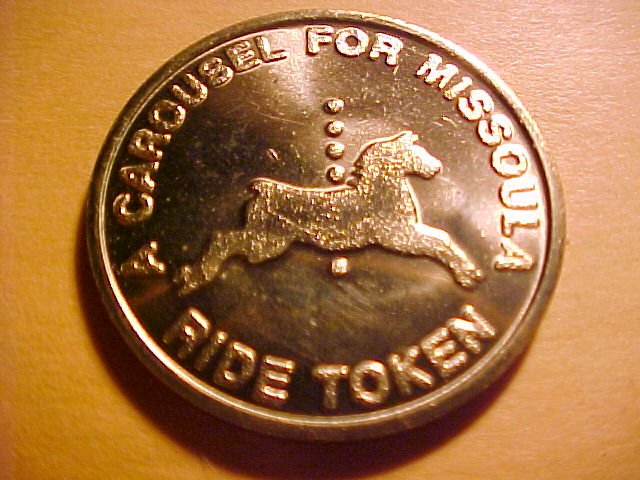 A CAROUSEL FOR MISSOULA
RIDE TOKEN